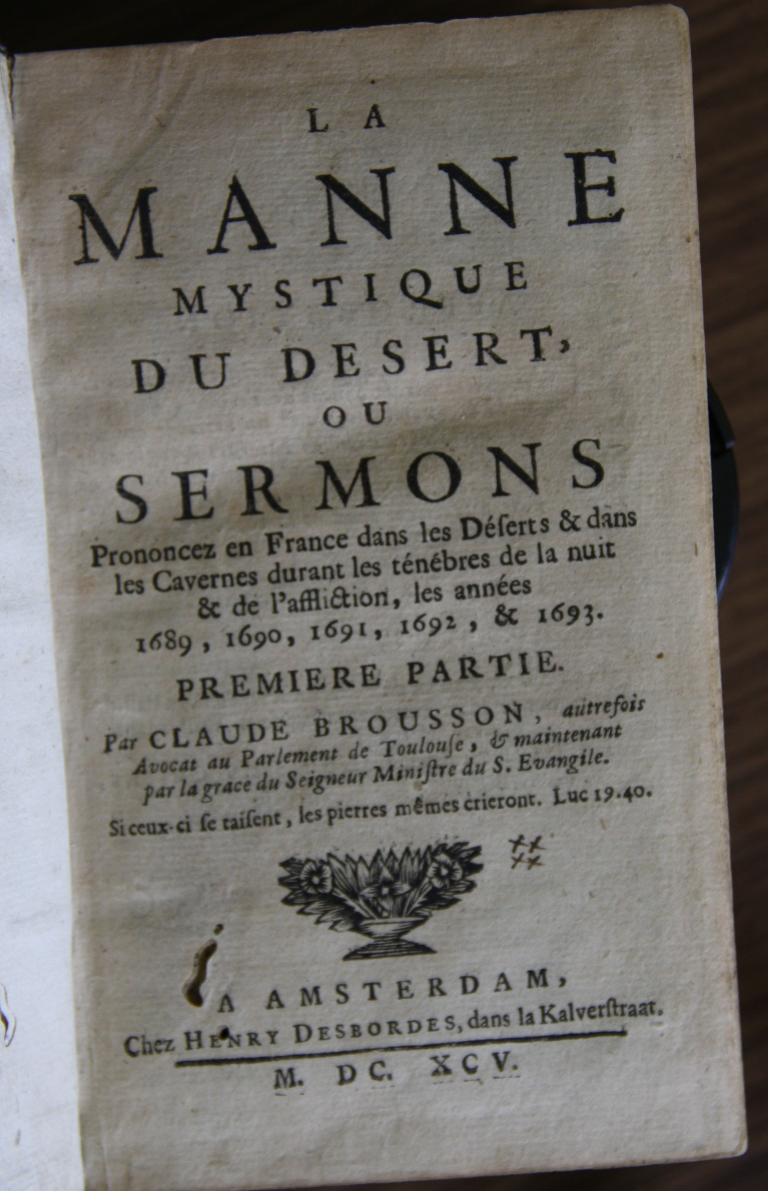 LA
MANNE
MYSTIQUE
DU DESERT,
OU
SERMONS
Prononcez en France dans les Déſerts & dans
les Cavernes durant les ténébres de la nuit
& de l'affliction, les années
1689, 1690, 1691, 1692, & 1693.
PREMIERE PARTIE.
Par CLAUDE BROUSSON, autrefois
Avocat au Parlement de Toulouſe, & maintenant
par la grace du Seigneur Miniſtre du S. Evangile.
Si ceux-ci ſe taiſent, les pierres mêmes crieront. Luc 19.40.
A AMSTERDAM,
Chez HENRY DESBORDES, dans la Kalverſtraat.
M. DC. XCV.